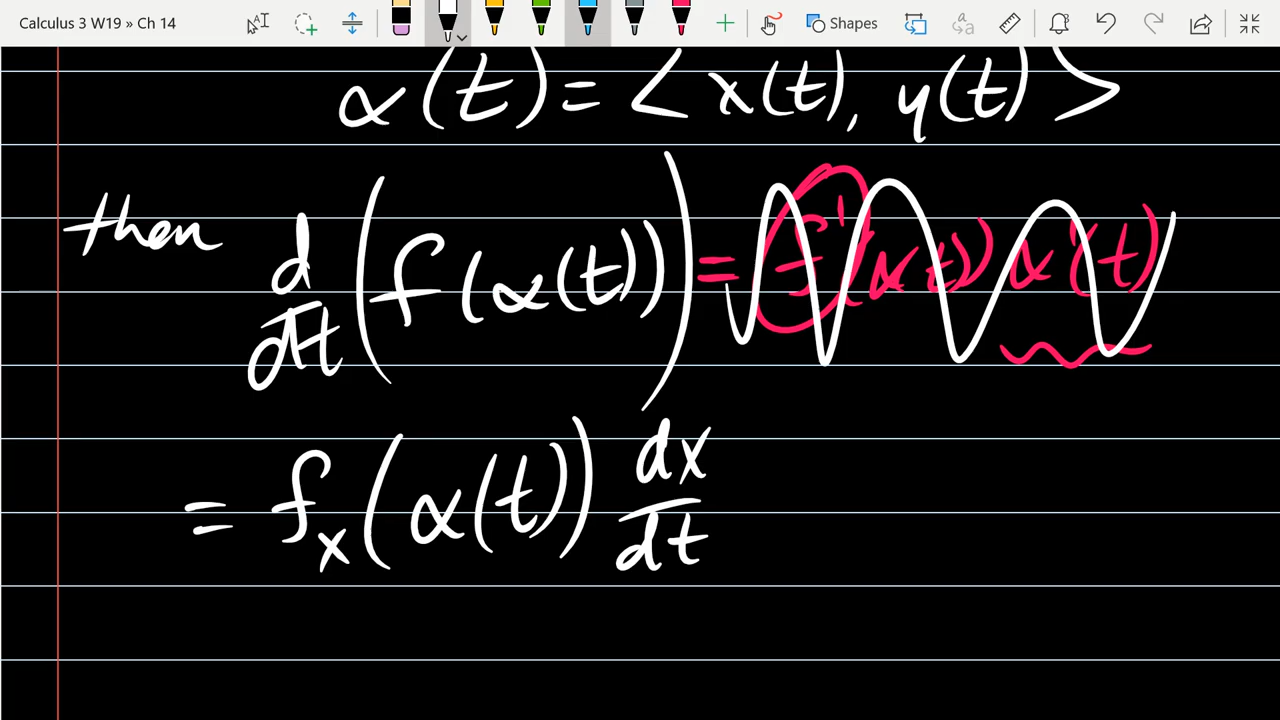 Calculus 3 W19 » Ch 14 Shapes
α(t) = < x(t), y(t) >
then d/dt (f(α(t))) = f'(α(t)) α'(t)
= f_x(α(t)) dx/dt